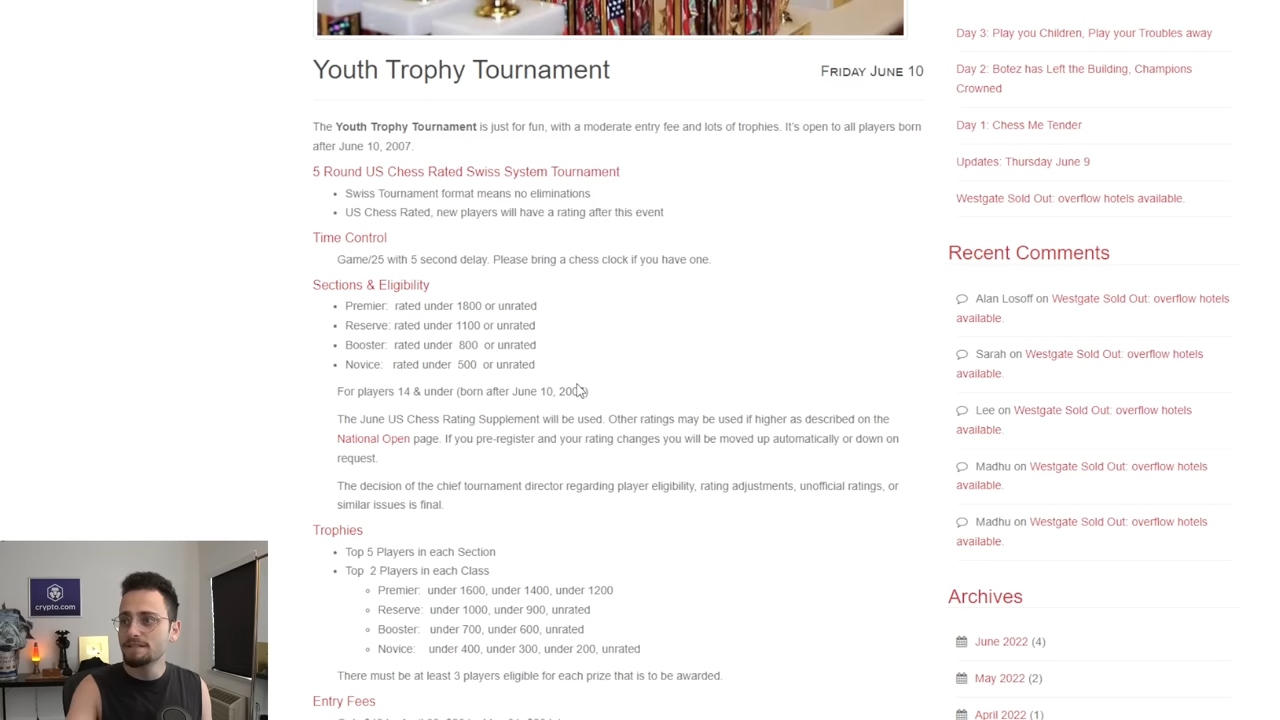 Youth Trophy Tournament
Friday June 10
The Youth Trophy Tournament is just for fun, with a moderate entry fee and lots of trophies. It's open to all players born
after June 10, 2007.
5 Round US Chess Rated Swiss System Tournament
• Swiss Tournament format means no eliminations
• US Chess Rated, new players will have a rating after this event
Time Control
Game/25 with 5 second delay. Please bring a chess clock if you have one.
Sections & Eligibility
• Premier: rated under 1800 or unrated
• Reserve: rated under 1100 or unrated
• Booster: rated under 800 or unrated
• Novice: rated under 500 or unrated
For players 14 & under (born after June 10,
The June US Chess Rating Supplement will be used. Other ratings may be used if higher as described on the
National Open page. If you pre-register and your rating changes you will be moved up automatically or down on
request.
The decision of the chief tournament director regarding player eligibility, rating adjustments, unofficial ratings, or
similar issues is final.
Trophies
• Top 5 Players in each Section
• Top 2 Players in each Class
Premier: under 1600, under 1400, under 1200
Reserve: under 1000, under 900, unrated
Booster: under 700, under 600, unrated
Novice: under 400, under 300, under 200, unrated
There must be at least 3 players eligible for each prize that is to be awarded.
Entry Fees
Day 3: Play you Children, Play your Troubles away
Day 2: Botez has Left the Building, Champions
Crowned
Day 1: Chess Me Tender
Updates: Thursday June 9
Westgate Sold Out: overflow hotels available.
Recent Comments
Alan Losoff on Westgate Sold Out: overflow hotels
available.
Sarah on Westgate Sold Out: overflow hotels
available.
Lee on Westgate Sold Out: overflow hotels
available.
Madhu on Westgate Sold Out: overflow hotels
available.
Madhu on Westgate Sold Out: overflow hotels
available.
Archives
June 2022 (4)
May 2022 (2)
April 2022 (1)
crypto.com